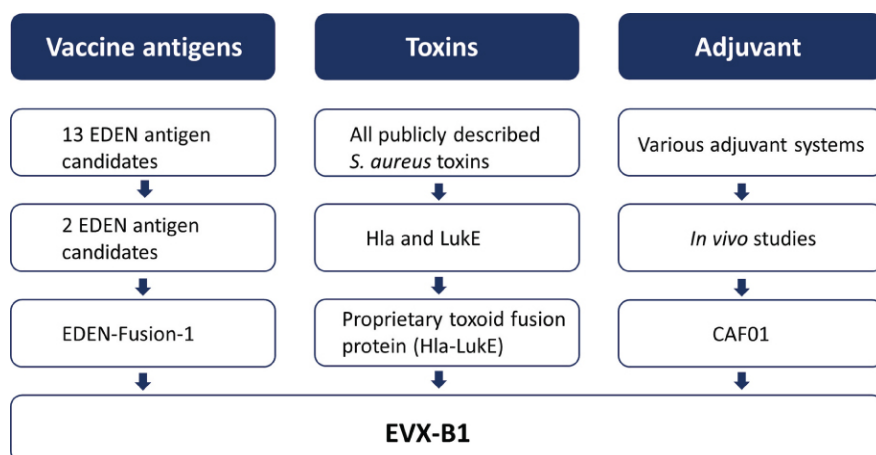 Vaccine antigens
Toxins
Adjuvant
13 EDEN antigen
candidates
All publicly described
S. aureus toxins
Various adjuvant systems
2 EDEN antigen
candidates
Hla and LukE
In vivo studies
EDEN-Fusion-1
Proprietary toxoid fusion
protein (Hla-LukE)
CAF01
EVX-B1